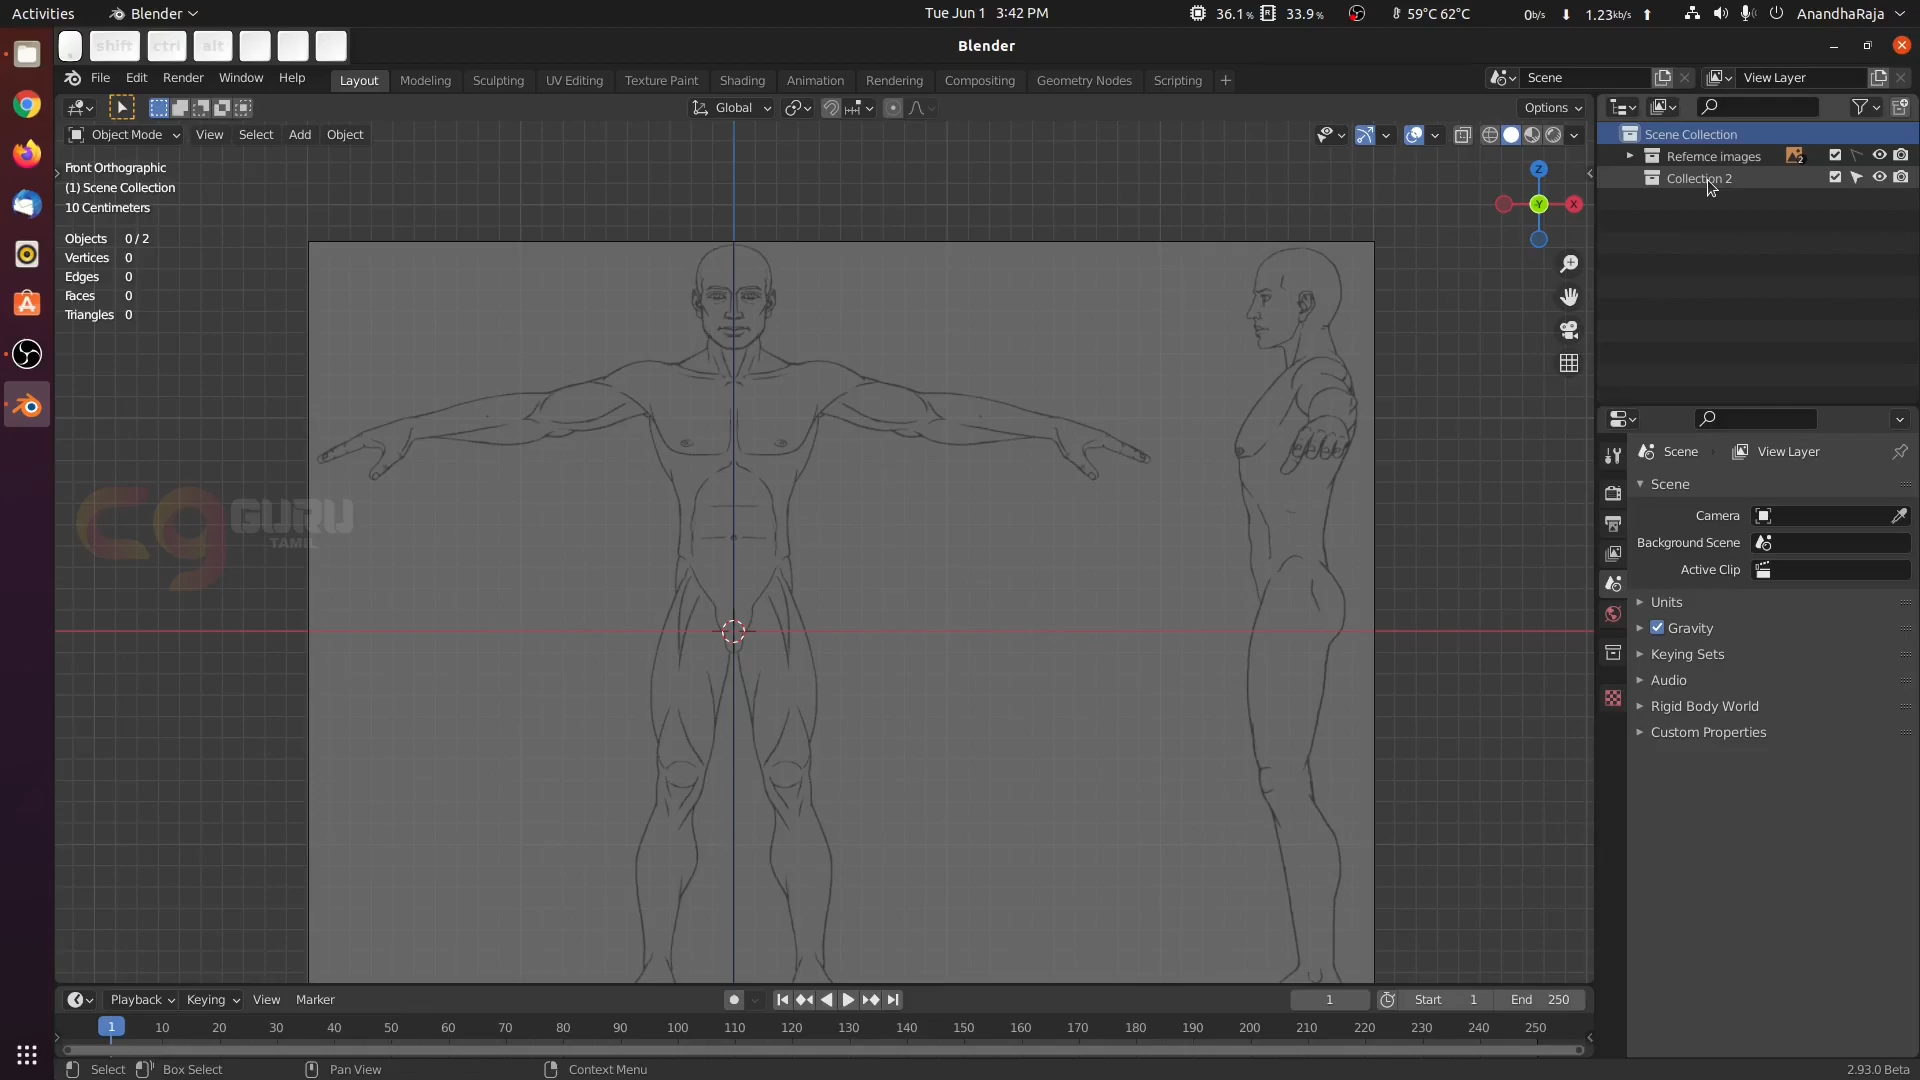 Activities Blender Tue Jun 1 3:42 PM 36.1% 33.9% 59°C 62°C 0b/s 1.23kb/s AnandhaRaja
shift ctrl alt Blender
File Edit Render Window Help Layout Modeling Sculpting UV Editing Texture Paint Shading Animation Rendering Compositing Geometry Nodes Scripting + Scene View Layer
Global Options
Object Mode View Select Add Object Scene Collection
Front Orthographic Refernce images 2
(1) Scene Collection Collection 2
10 Centimeters
Z
Y X
Objects 0 / 2
Vertices 0
Edges 0
Faces 0
Triangles 0
Scene View Layer
Scene
Camera
Background Scene
Active Clip
Units
Gravity
Keying Sets
Audio
Rigid Body World
Custom Properties
C9 GURU
TAMIL
Playback Keying View Marker 1 Start 1 End 250
1 10 20 30 40 50 60 70 80 90 100 110 120 130 140 150 160 170 180 190 200 210 220 230 240 250
Select Box Select Pan View Context Menu 2.93.0 Beta